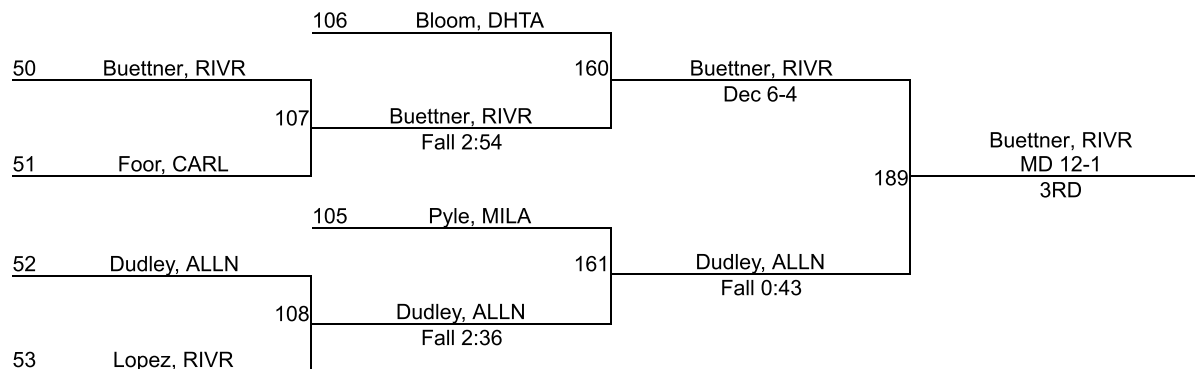 106 Bloom, DHTA
50 Buettner, RIVR
160 Buettner, RIVR
Dec 6-4
107 Buettner, RIVR
Fall 2:54
Buettner, RIVR
51 Foor, CARL
MD 12-1
189
3RD
105 Pyle, MILA
52 Dudley, ALLN
161 Dudley, ALLN
Fall 0:43
108 Dudley, ALLN
Fall 2:36
53 Lopez, RIVR